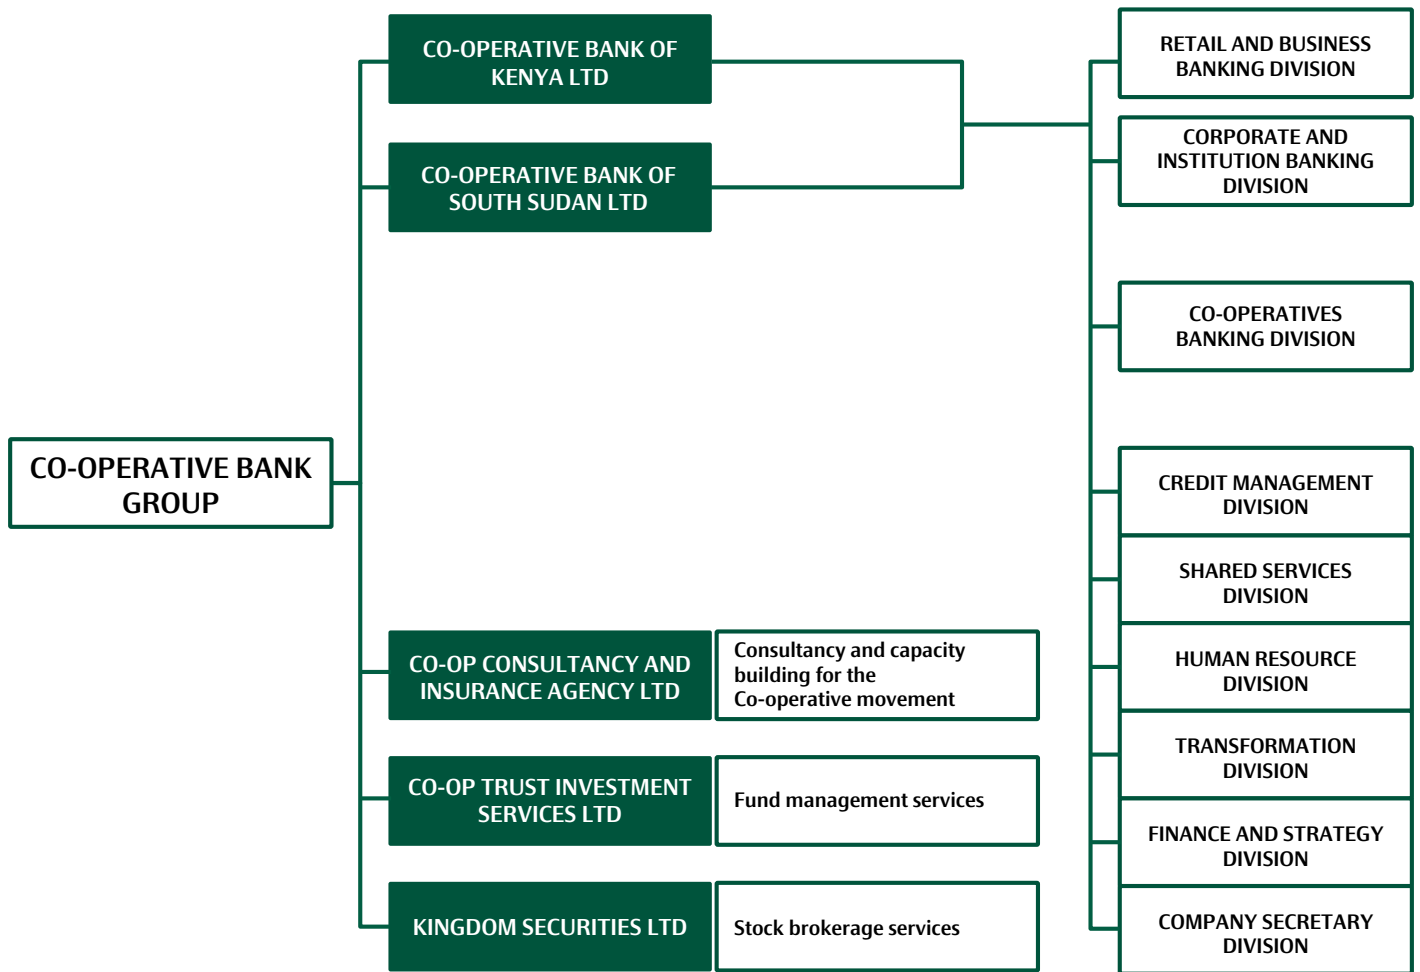 CO-OPERATIVE BANK
GROUP
CO-OPERATIVE BANK OF
KENYA LTD
CO-OPERATIVE BANK OF
SOUTH SUDAN LTD
CO-OP CONSULTANCY AND
INSURANCE AGENCY LTD
Consultancy and capacity
building for the
Co-operative movement
CO-OP TRUST INVESTMENT
SERVICES LTD
Fund management services
KINGDOM SECURITIES LTD
Stock brokerage services
RETAIL AND BUSINESS
BANKING DIVISION
CORPORATE AND
INSTITUTION BANKING
DIVISION
CO-OPERATIVES
BANKING DIVISION
CREDIT MANAGEMENT
DIVISION
SHARED SERVICES
DIVISION
HUMAN RESOURCE
DIVISION
TRANSFORMATION
DIVISION
FINANCE AND STRATEGY
DIVISION
COMPANY SECRETARY
DIVISION